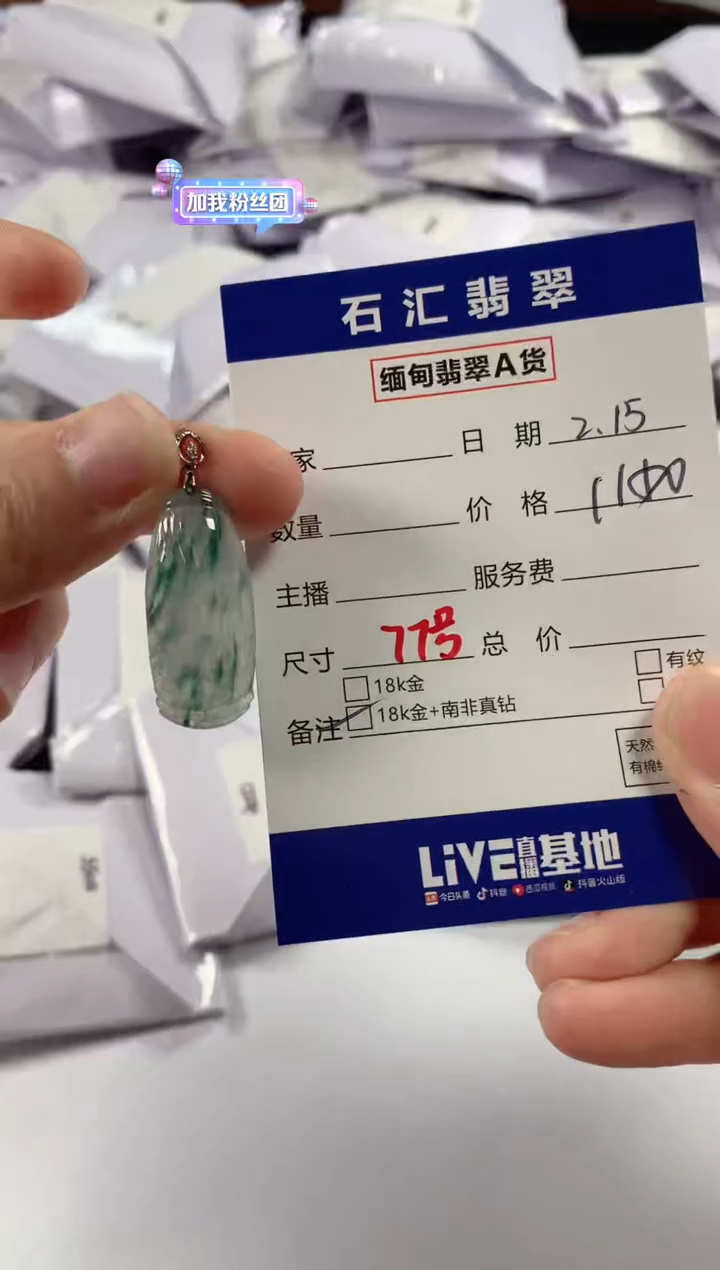 加我粉丝团
石汇翡翠
缅甸翡翠A货
家 日期 2.15
数量 价格 1100
主播 服务费
尺寸 77号 总价
18k金 有纹
备注 18k金+南非真钻
天然
有棉
LiVE直播基地
今日头条 抖音 西瓜视频 抖音火山版